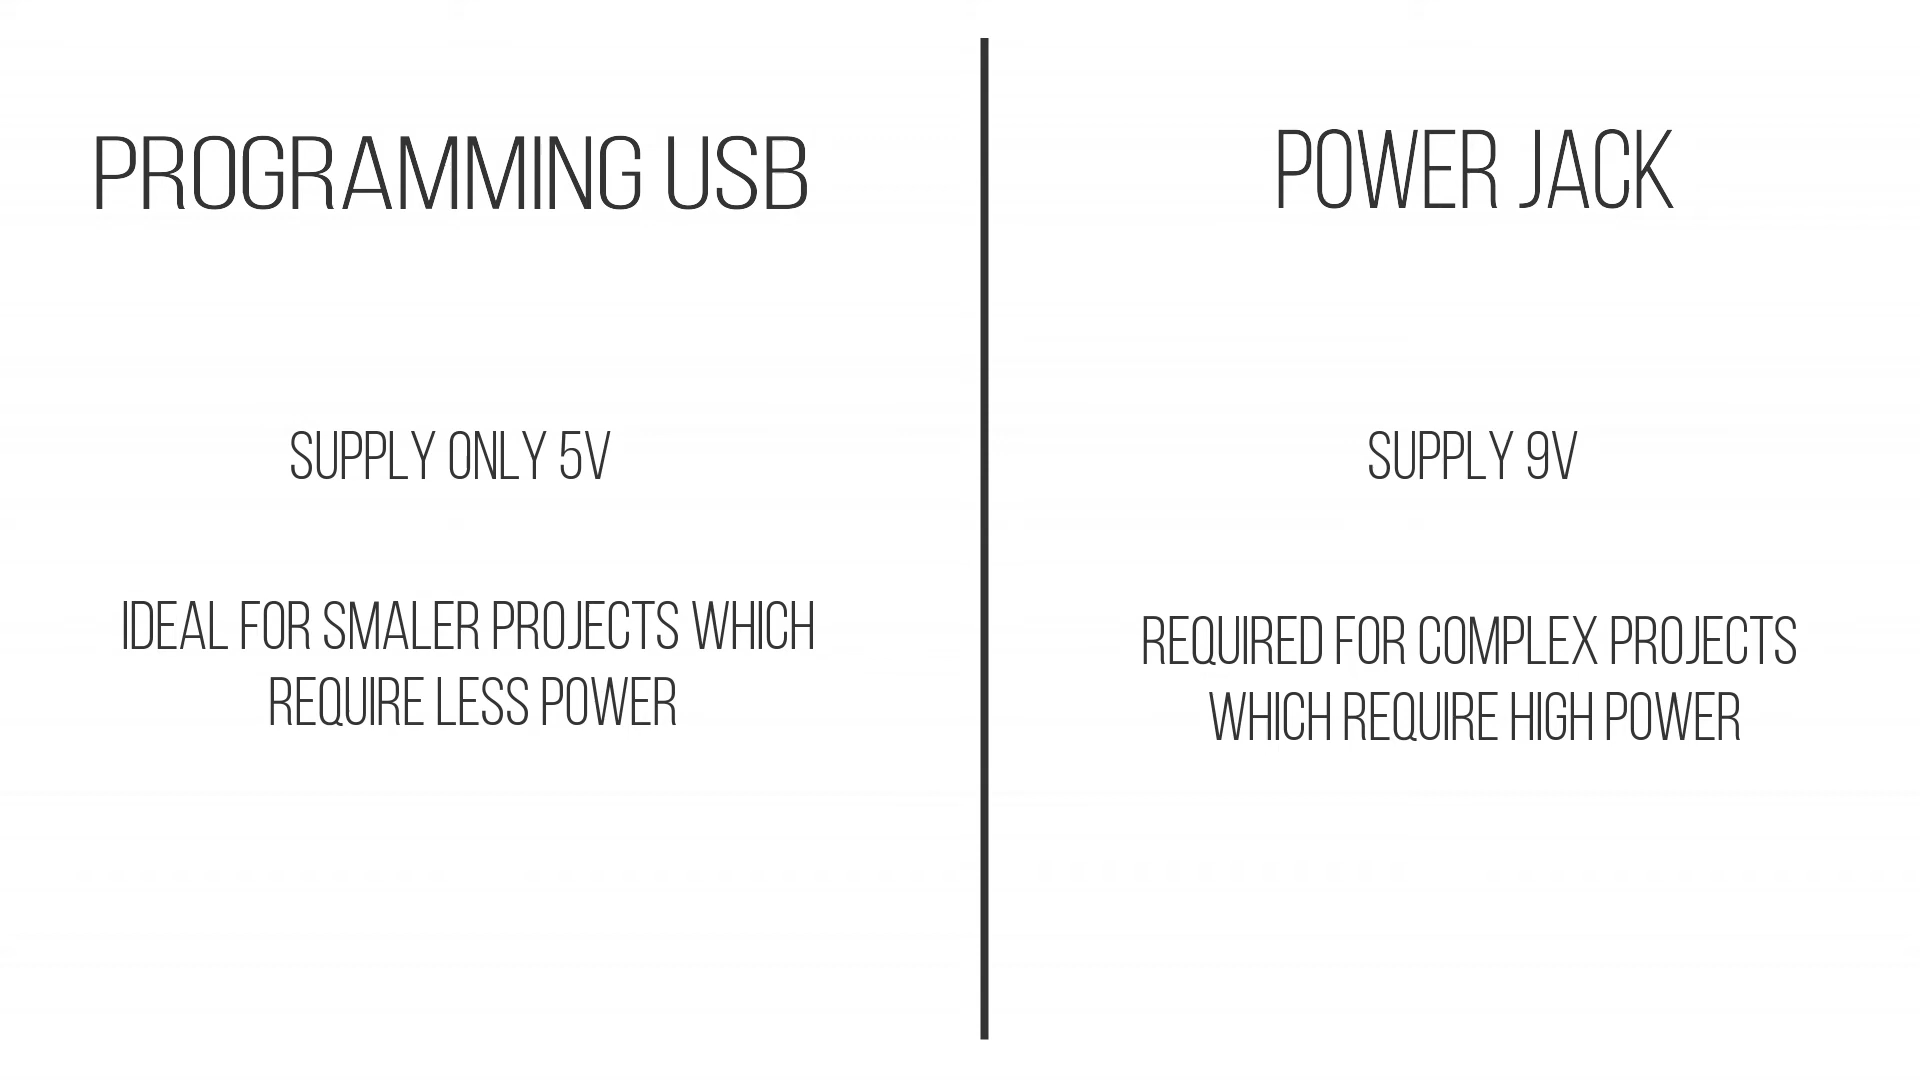 PROGRAMMING USB
SUPPLY ONLY 5V
IDEAL FOR SMALER PROJECTS WHICH
REQUIRE LESS POWER
POWER JACK
SUPPLY 9V
REQUIRED FOR COMPLEX PROJECTS
WHICH REQUIRE HIGH POWER